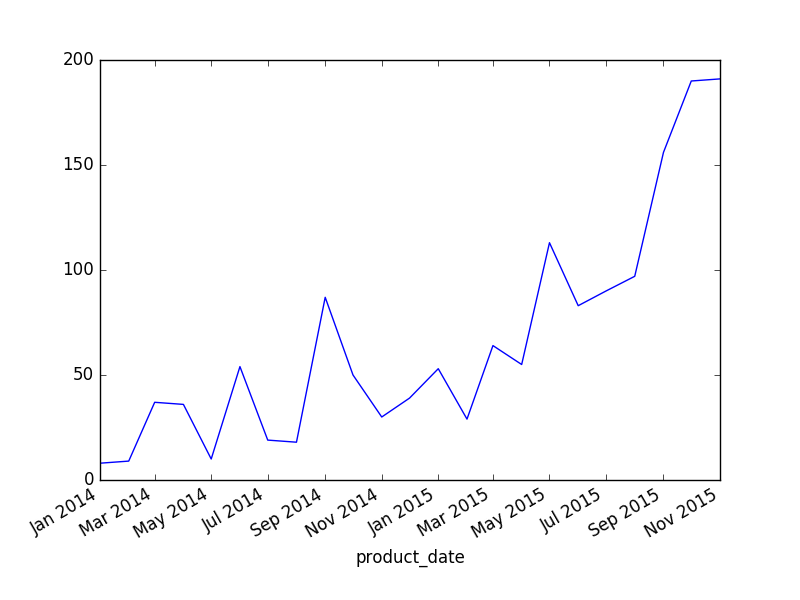 200
150
100
50
0
Jan 2014
Mar 2014
May 2014
Jul 2014
Sep 2014
Nov 2014
Jan 2015
Mar 2015
May 2015
Jul 2015
Sep 2015
Nov 2015
product_date